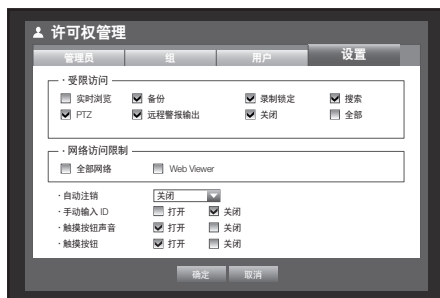 许可权管理
管理员 组 用户 设置
· 受限访问
实时浏览 备份 录制锁定 搜索
PTZ 远程警报输出 关闭 全部
· 网络访问限制
全部网络 Web Viewer
· 自动注销 关闭
· 手动输入 ID 打开 关闭
· 触摸按钮声音 打开 关闭
· 触摸按钮 打开 关闭
确定 取消